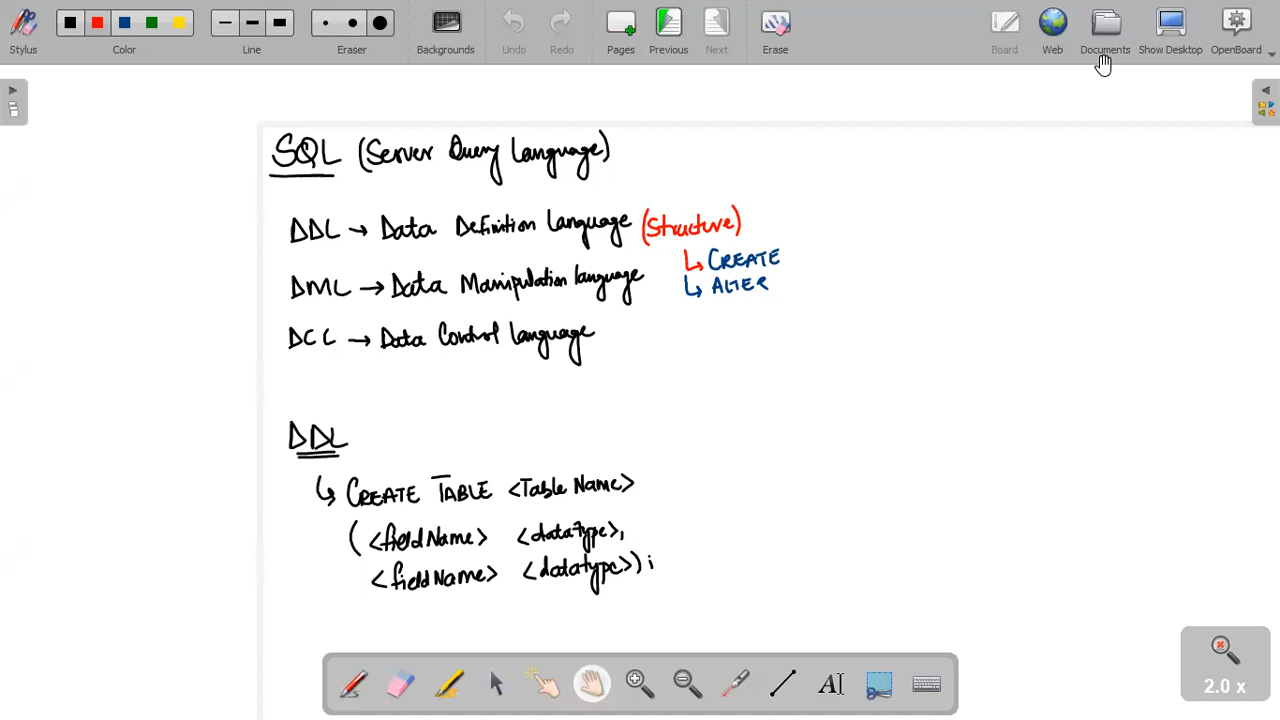 Stylus
Color
Line
Eraser
Backgrounds
Undo
Redo
Pages
Previous
Next
Erase
Board
Web
Documents
Show Desktop
OpenBoard
SQL (Server Query Language)
DDL → Data Definition language (Structure)
↳ CREATE
DML → Data Manipulation language
↳ ALTER
DCL → Data Control language
DDL
↳ CREATE TABLE <Table Name>
(<fieldName> <dataType>,
<fieldName> <datatype>);
2.0 x